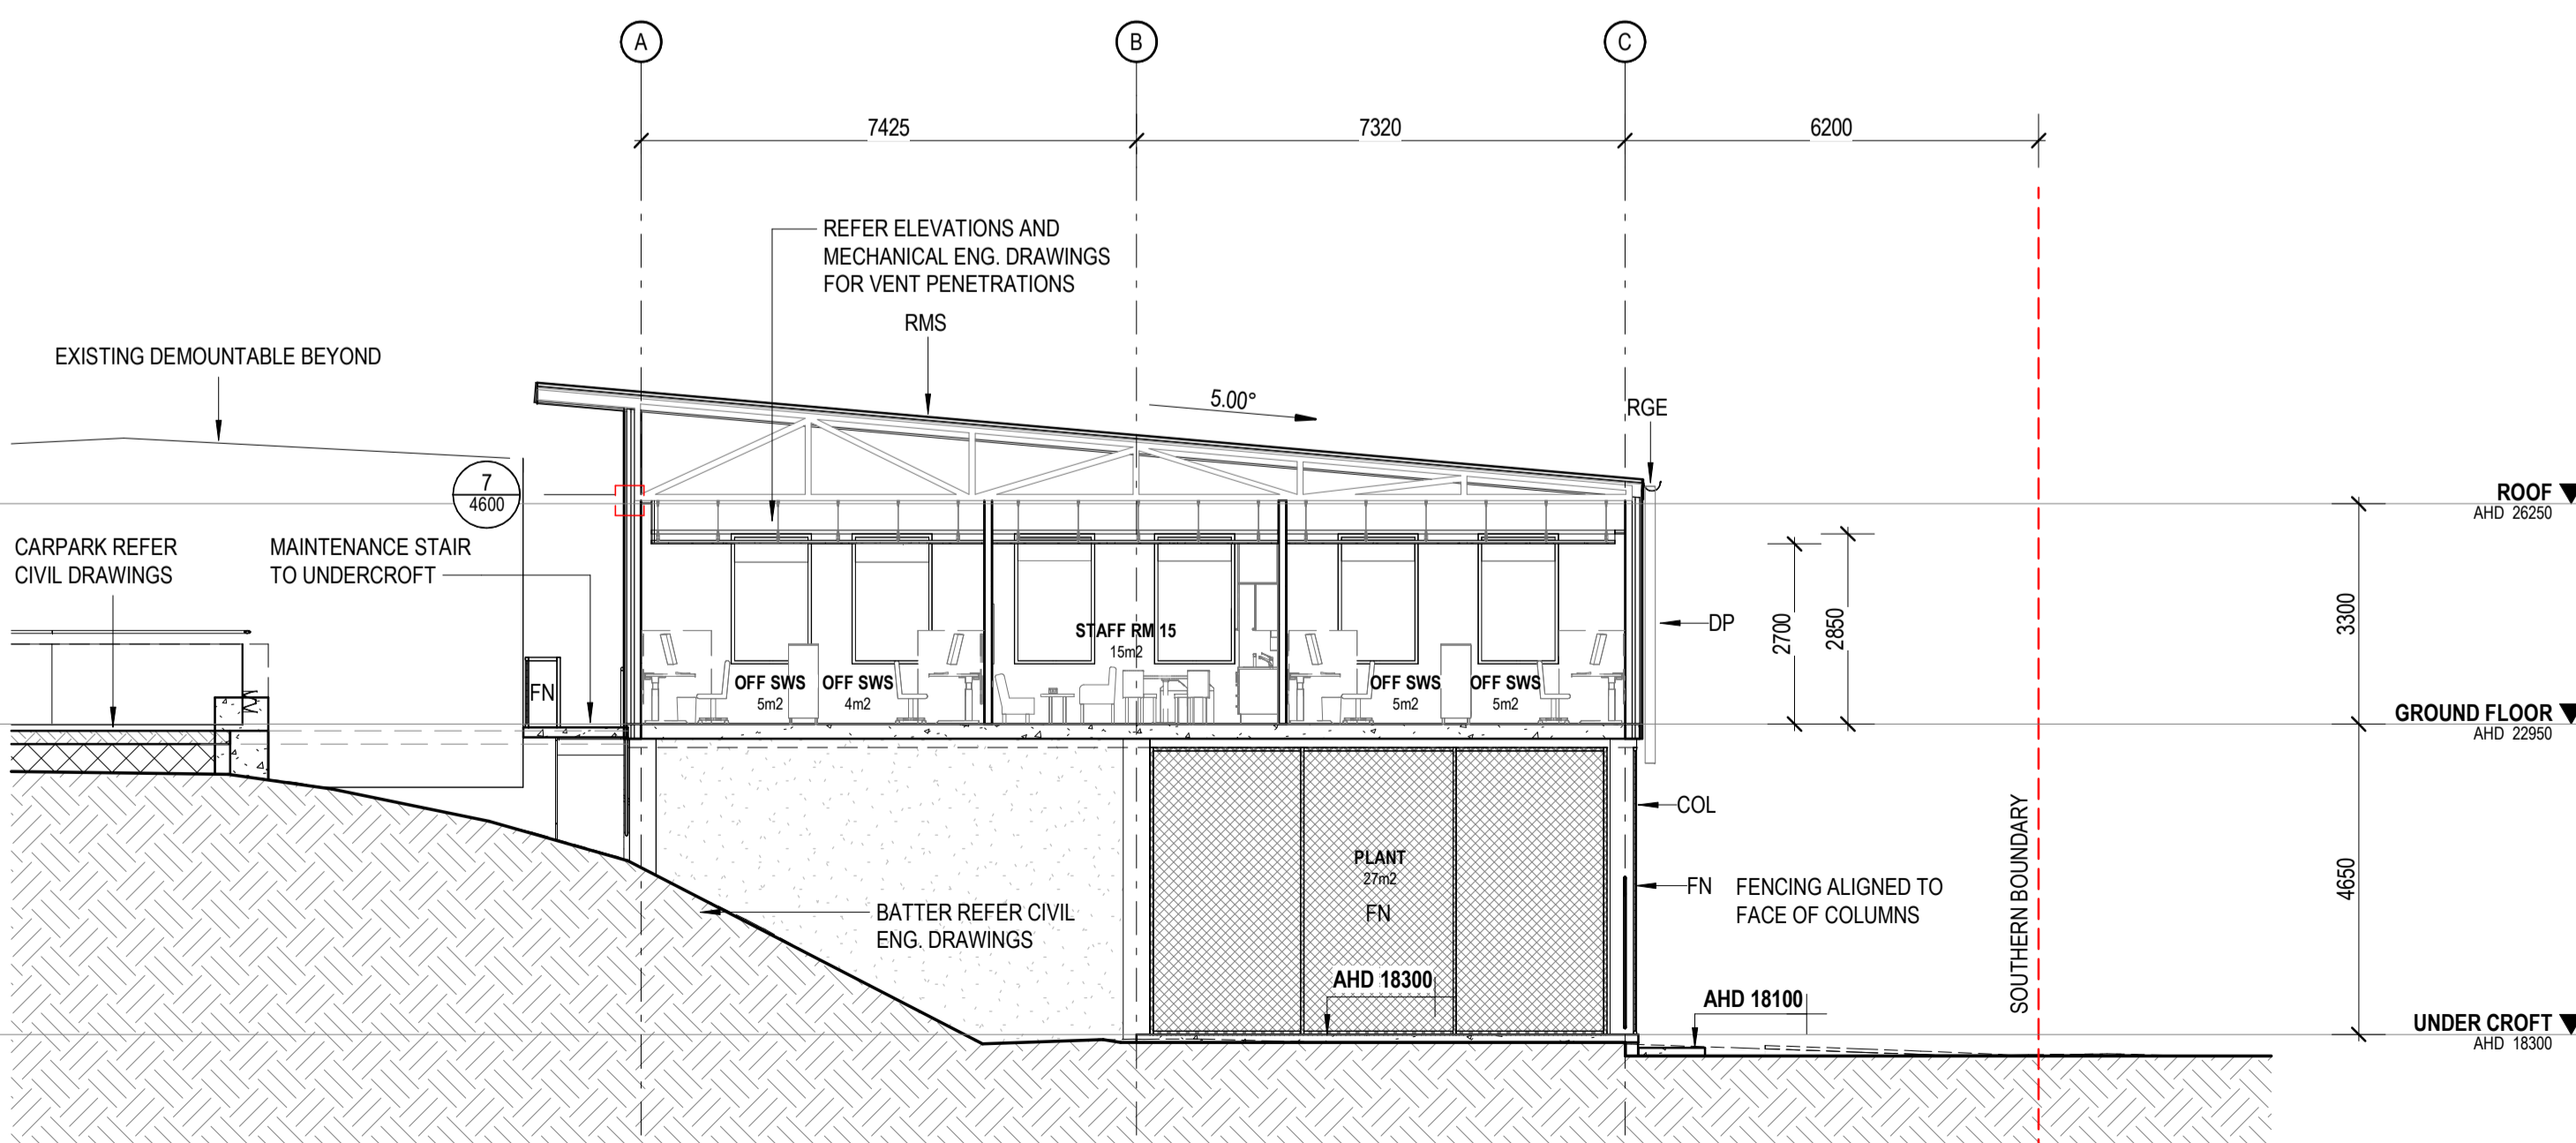 A
B
C
7425
7320
6200
REFER ELEVATIONS AND
MECHANICAL ENG. DRAWINGS
FOR VENT PENETRATIONS
RMS
EXISTING DEMOUNTABLE BEYOND
5.00°
RGE
7
4600
ROOF
AHD 26250
CARPARK REFER
CIVIL DRAWINGS
MAINTENANCE STAIR
TO UNDERCROFT
2700
2850
3300
DP
STAFF RM 15
15m2
FN
OFF SWS
5m2
OFF SWS
4m2
OFF SWS
5m2
OFF SWS
5m2
GROUND FLOOR
AHD 22950
COL
PLANT
27m2
FN
FN
FENCING ALIGNED TO
FACE OF COLUMNS
4650
BATTER REFER CIVIL
ENG. DRAWINGS
SOUTHERN BOUNDARY
AHD 18300
AHD 18100
UNDER CROFT
AHD 18300